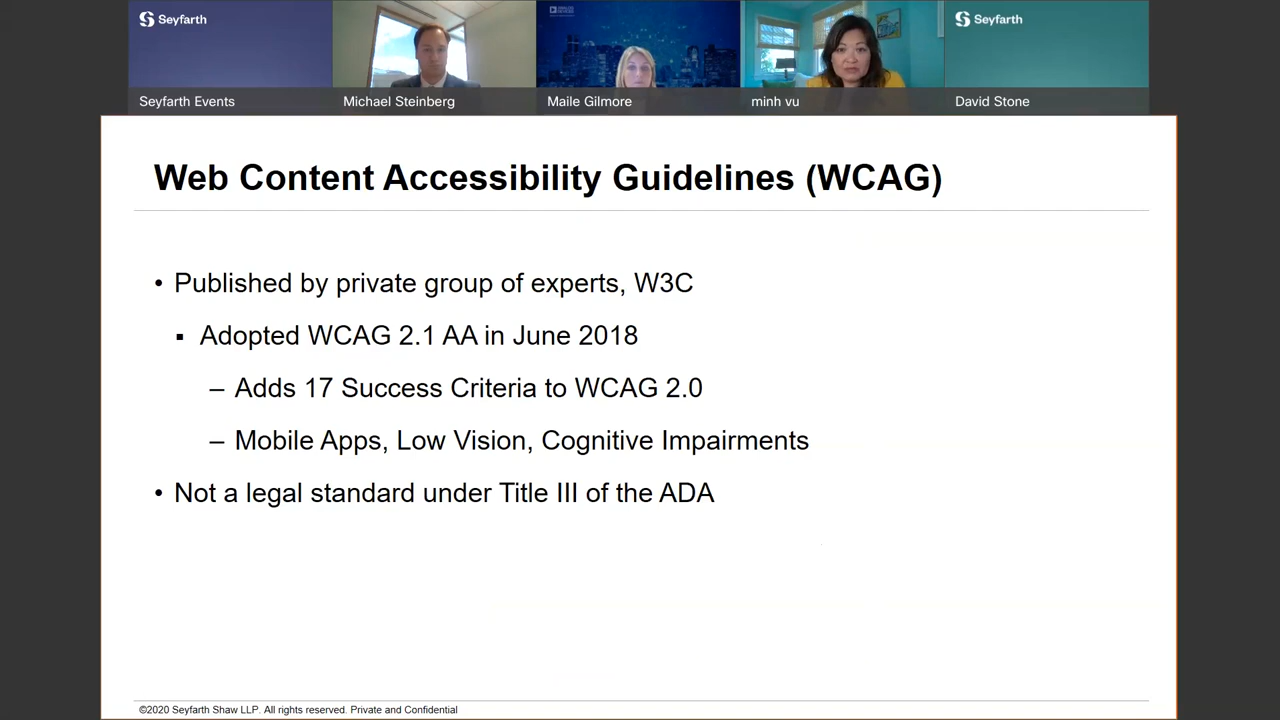 Seyfarth
Seyfarth
Seyfarth Events
Michael Steinberg
Maile Gilmore
minh vu
David Stone
Web Content Accessibility Guidelines (WCAG)
• Published by private group of experts, W3C
▪ Adopted WCAG 2.1 AA in June 2018
– Adds 17 Success Criteria to WCAG 2.0
– Mobile Apps, Low Vision, Cognitive Impairments
• Not a legal standard under Title III of the ADA
©2020 Seyfarth Shaw LLP. All rights reserved. Private and Confidential